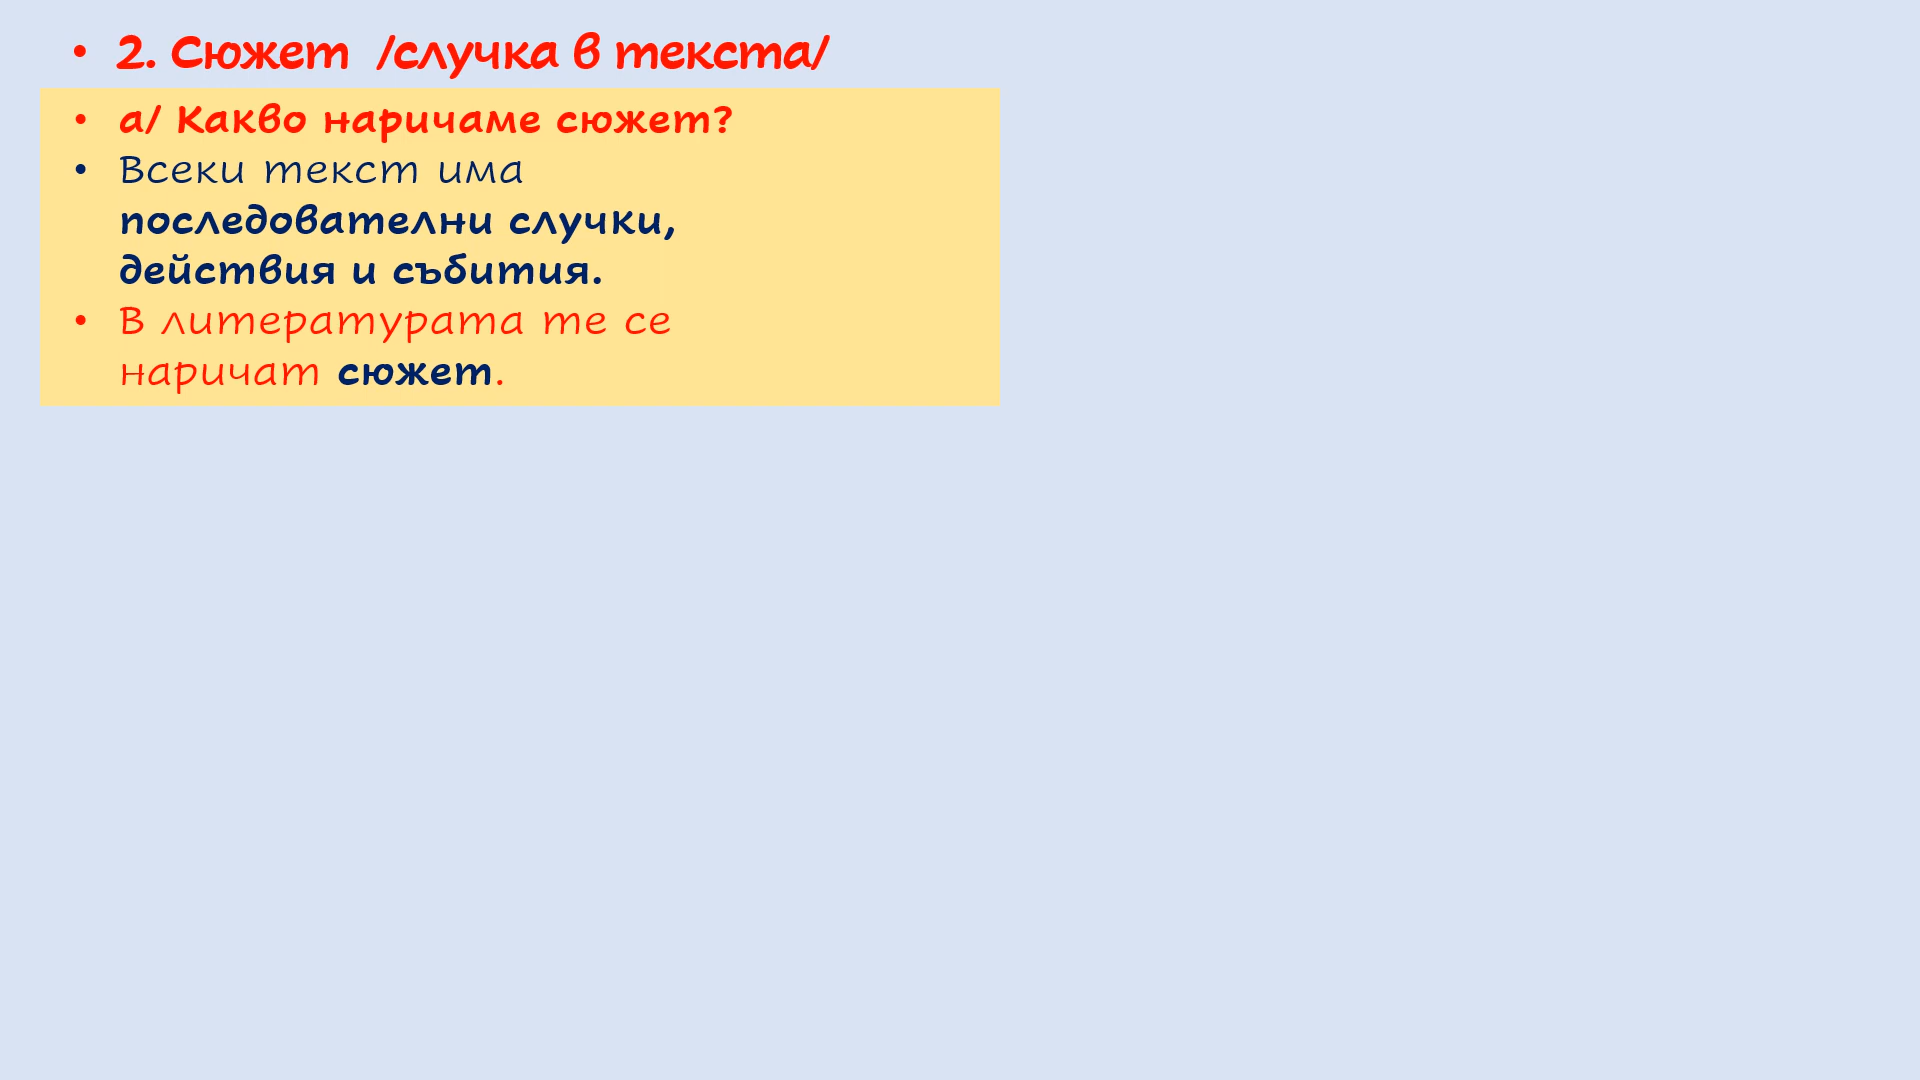 • 2. Сюжет /случка в текста/
• а/ Какво наричаме сюжет?
• Всеки текст има
последователни случки,
действия и събития.
• В литературата те се
наричат сюжет.